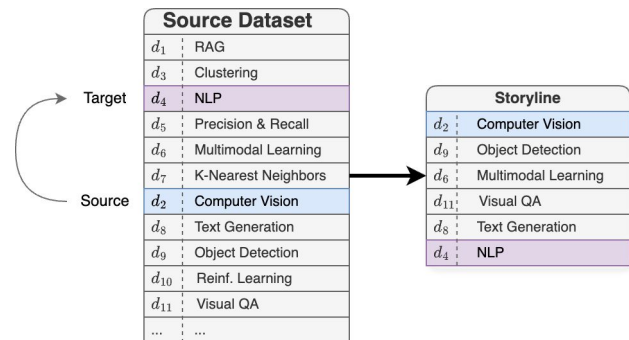 Source Dataset
d1 RAG
d3 Clustering
Target
d4 NLP
d5 Precision & Recall
d6 Multimodal Learning
d7 K-Nearest Neighbors
Source
d2 Computer Vision
d8 Text Generation
d9 Object Detection
d10 Reinf. Learning
d11 Visual QA
... ...
Storyline
d2 Computer Vision
d9 Object Detection
d6 Multimodal Learning
d11 Visual QA
d8 Text Generation
d4 NLP